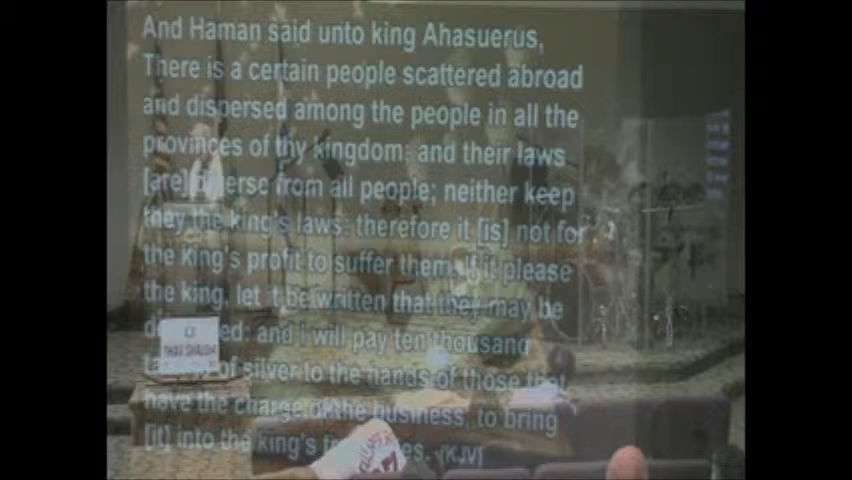 And Haman said unto king Ahasuerus,
There is a certain people scattered abroad
and dispersed among the people in all the
provinces of thy kingdom; and their laws
[are] diverse from all people; neither keep
they the king's laws: therefore it [is] not for
the king's profit to suffer them. If it please
the king, let it be written that they may be
and I will pay ten thousand
of silver to the hands of those that
have the charge of the business, to bring
[it] into the king's (KJV)